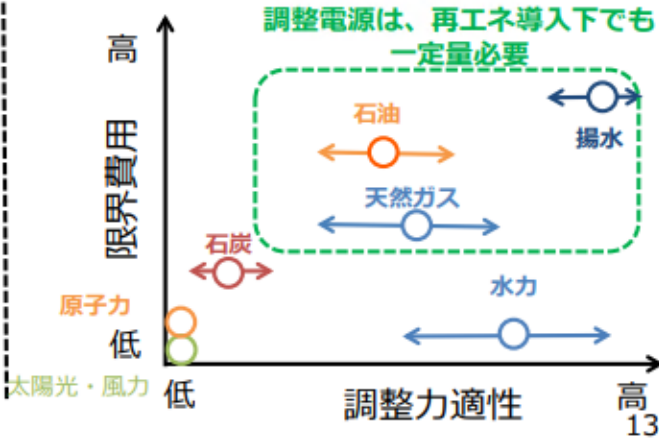 調整電源は、再エネ導入下でも
一定量必要
高
限界費用
石油
揚水
天然ガス
石炭
水力
原子力
低
太陽光・風力
低
調整力適性
高
13